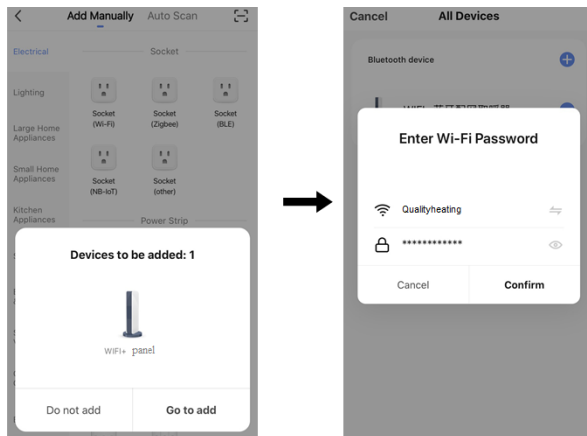 Add Manually Auto Scan
Electrical
Socket
Lighting
Socket
(Wi-Fi)
Socket
(Zigbee)
Socket
(BLE)
Large Home
Appliances
Small Home
Appliances
Socket
(NB-IoT)
Socket
(other)
Kitchen
Appliances
Power Strip
Devices to be added: 1
WIFI+ panel
Do not add
Go to add
Cancel All Devices
Bluetooth device
Enter Wi-Fi Password
Qualityheating
************
Cancel
Confirm